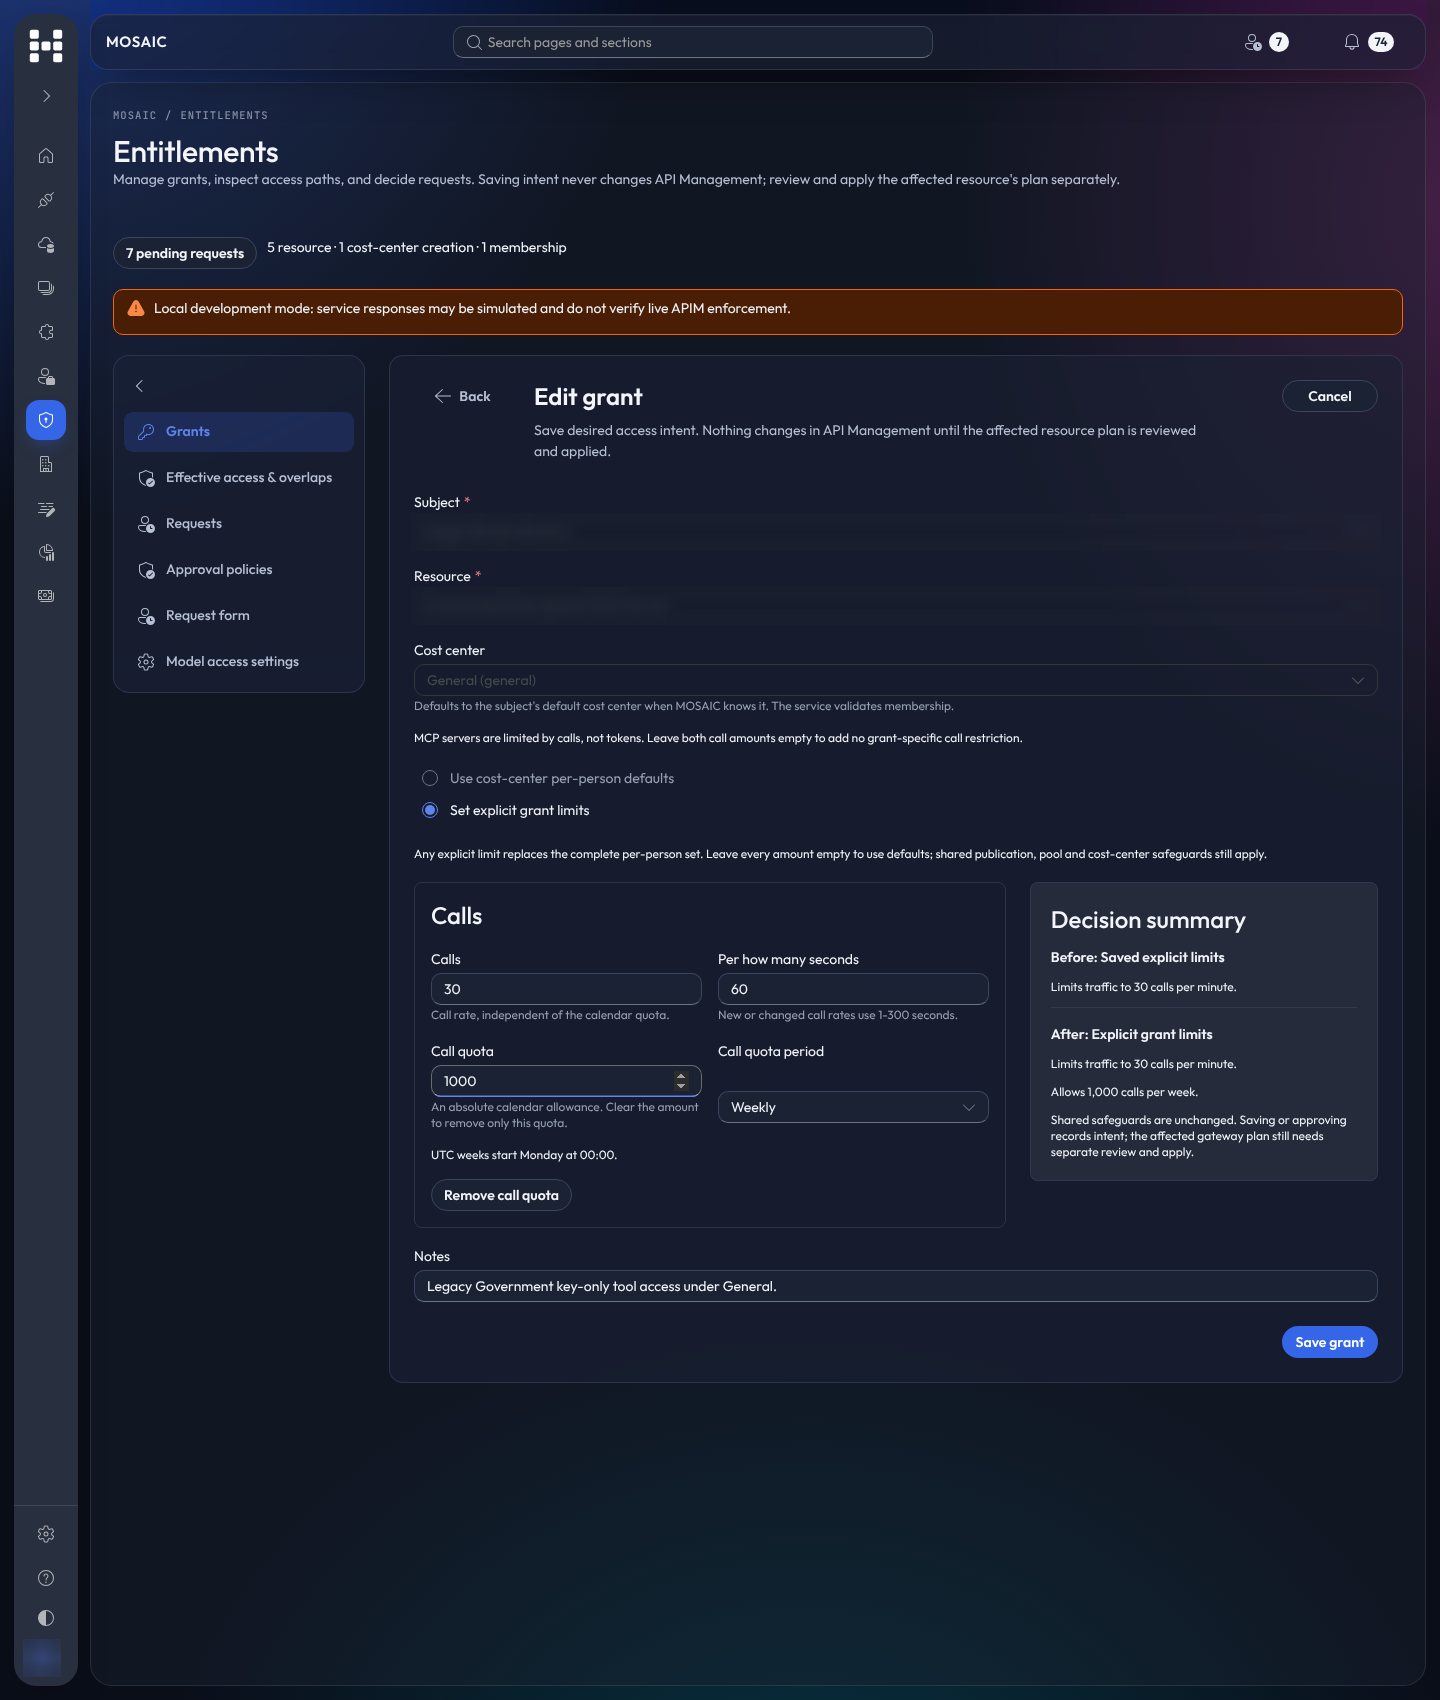 MOSAIC
Search pages and sections
7
74
MOSAIC / ENTITLEMENTS
Entitlements
Manage grants, inspect access paths, and decide requests. Saving intent never changes API Management; review and apply the affected resource's plan separately.
7 pending requests
5 resource · 1 cost-center creation · 1 membership
Local development mode: service responses may be simulated and do not verify live APIM enforcement.
Grants
Effective access & overlaps
Requests
Approval policies
Request form
Model access settings
Back
Edit grant
Cancel
Save desired access intent. Nothing changes in API Management until the affected resource plan is reviewed
and applied.
Subject *
Resource *
Cost center
General (general)
Defaults to the subject's default cost center when MOSAIC knows it. The service validates membership.
MCP servers are limited by calls, not tokens. Leave both call amounts empty to add no grant-specific call restriction.
Use cost-center per-person defaults
Set explicit grant limits
Any explicit limit replaces the complete per-person set. Leave every amount empty to use defaults; shared publication, pool and cost-center safeguards still apply.
Calls
Calls
Per how many seconds
30
60
Call rate, independent of the calendar quota.
New or changed call rates use 1-300 seconds.
Call quota
Call quota period
1000
Weekly
An absolute calendar allowance. Clear the amount
to remove only this quota.
UTC weeks start Monday at 00:00.
Remove call quota
Decision summary
Before: Saved explicit limits
Limits traffic to 30 calls per minute.
After: Explicit grant limits
Limits traffic to 30 calls per minute.
Allows 1,000 calls per week.
Shared safeguards are unchanged. Saving or approving
records intent; the affected gateway plan still needs
separate review and apply.
Notes
Legacy Government key-only tool access under General.
Save grant